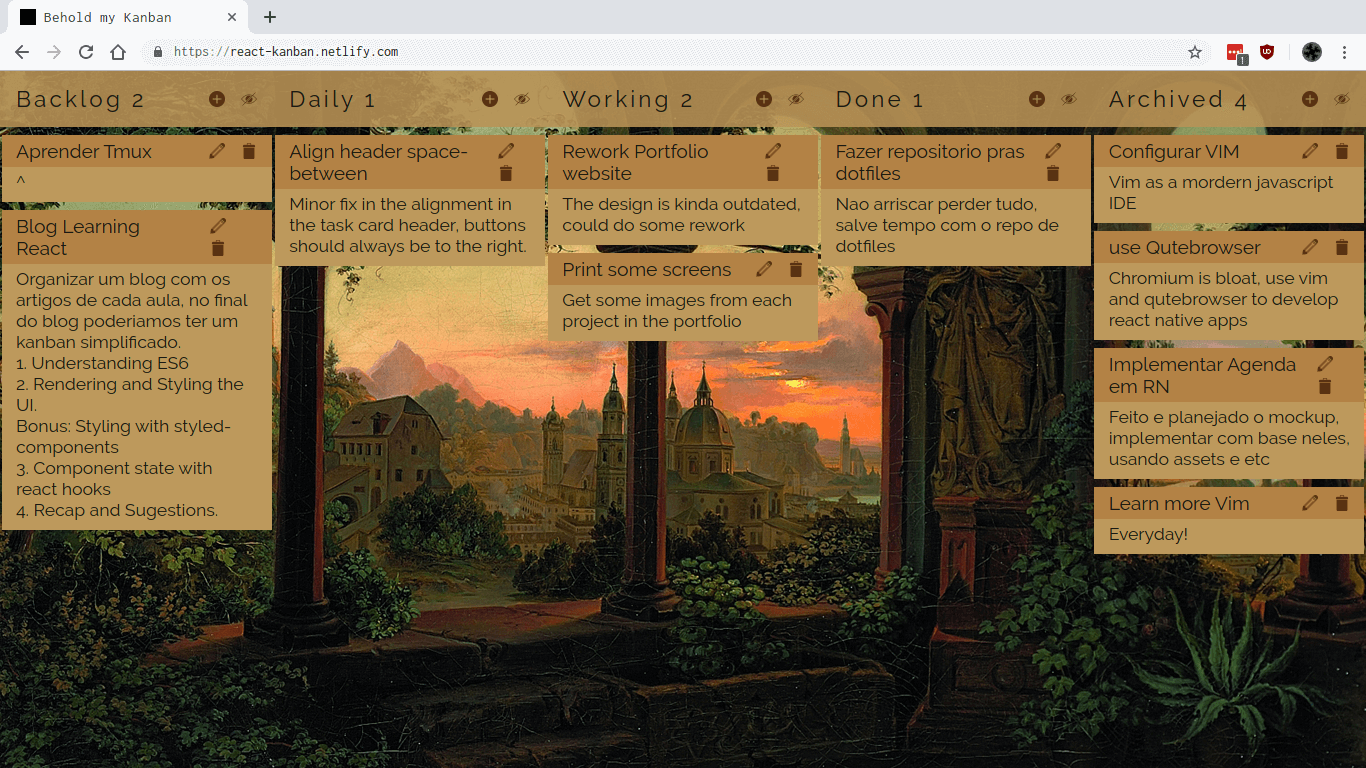 Behold my Kanban
https://react-kanban.netlify.com
1
Backlog 2
Daily 1
Working 2
Done 1
Archived 4
Aprender Tmux
^
Blog Learning
React
Organizar um blog com os
artigos de cada aula, no final
do blog poderiamos ter um
kanban simplificado.
1. Understanding ES6
2. Rendering and Styling the
UI.
Bonus: Styling with styled-
components
3. Component state with
react hooks
4. Recap and Sugestions.
Align header space-
between
Minor fix in the alignment in
the task card header, buttons
should always be to the right.
Rework Portfolio
website
The design is kinda outdated,
could do some rework
Print some screens
Get some images from each
project in the portfolio
Fazer repositorio pras
dotfiles
Nao arriscar perder tudo,
salve tempo com o repo de
dotfiles
Configurar VIM
Vim as a mordern javascript
IDE
use Qutebrowser
Chromium is bloat, use vim
and qutebrowser to develop
react native apps
Implementar Agenda
em RN
Feito e planejado o mockup,
implementar com base neles,
usando assets e etc
Learn more Vim
Everyday!